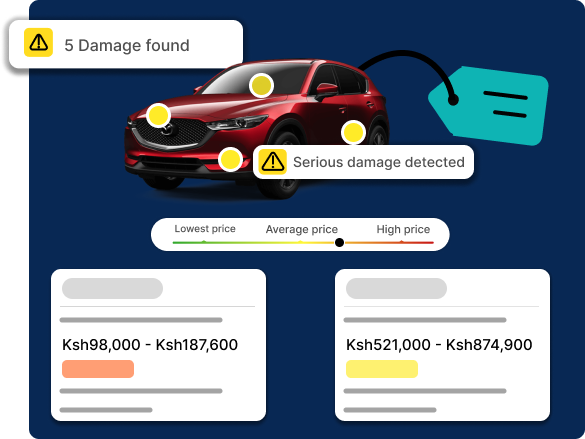 5 Damage found
Serious damage detected
Lowest price
Average price
High price
Ksh98,000 - Ksh187,600
Ksh521,000 - Ksh874,900